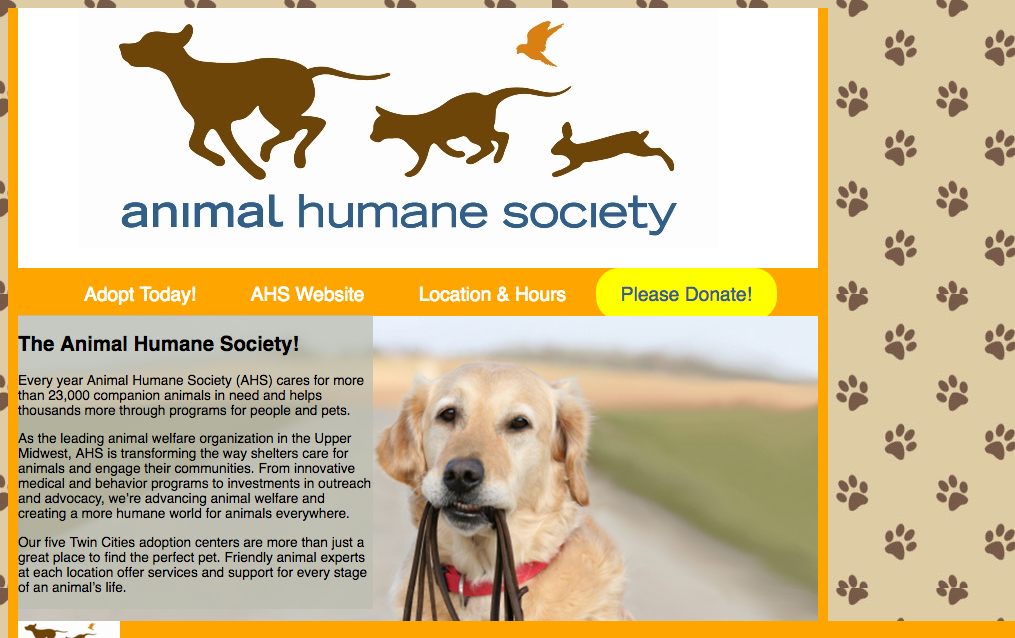 animal humane society
Adopt Today! AHS Website Location & Hours Please Donate!
The Animal Humane Society!
Every year Animal Humane Society (AHS) cares for more
than 23,000 companion animals in need and helps
thousands more through programs for people and pets.
As the leading animal welfare organization in the Upper
Midwest, AHS is transforming the way shelters care for
animals and engage their communities. From innovative
medical and behavior programs to investments in outreach
and advocacy, we're advancing animal welfare and
creating a more humane world for animals everywhere.
Our five Twin Cities adoption centers are more than just a
great place to find the perfect pet. Friendly animal experts
at each location offer services and support for every stage
of an animal's life.